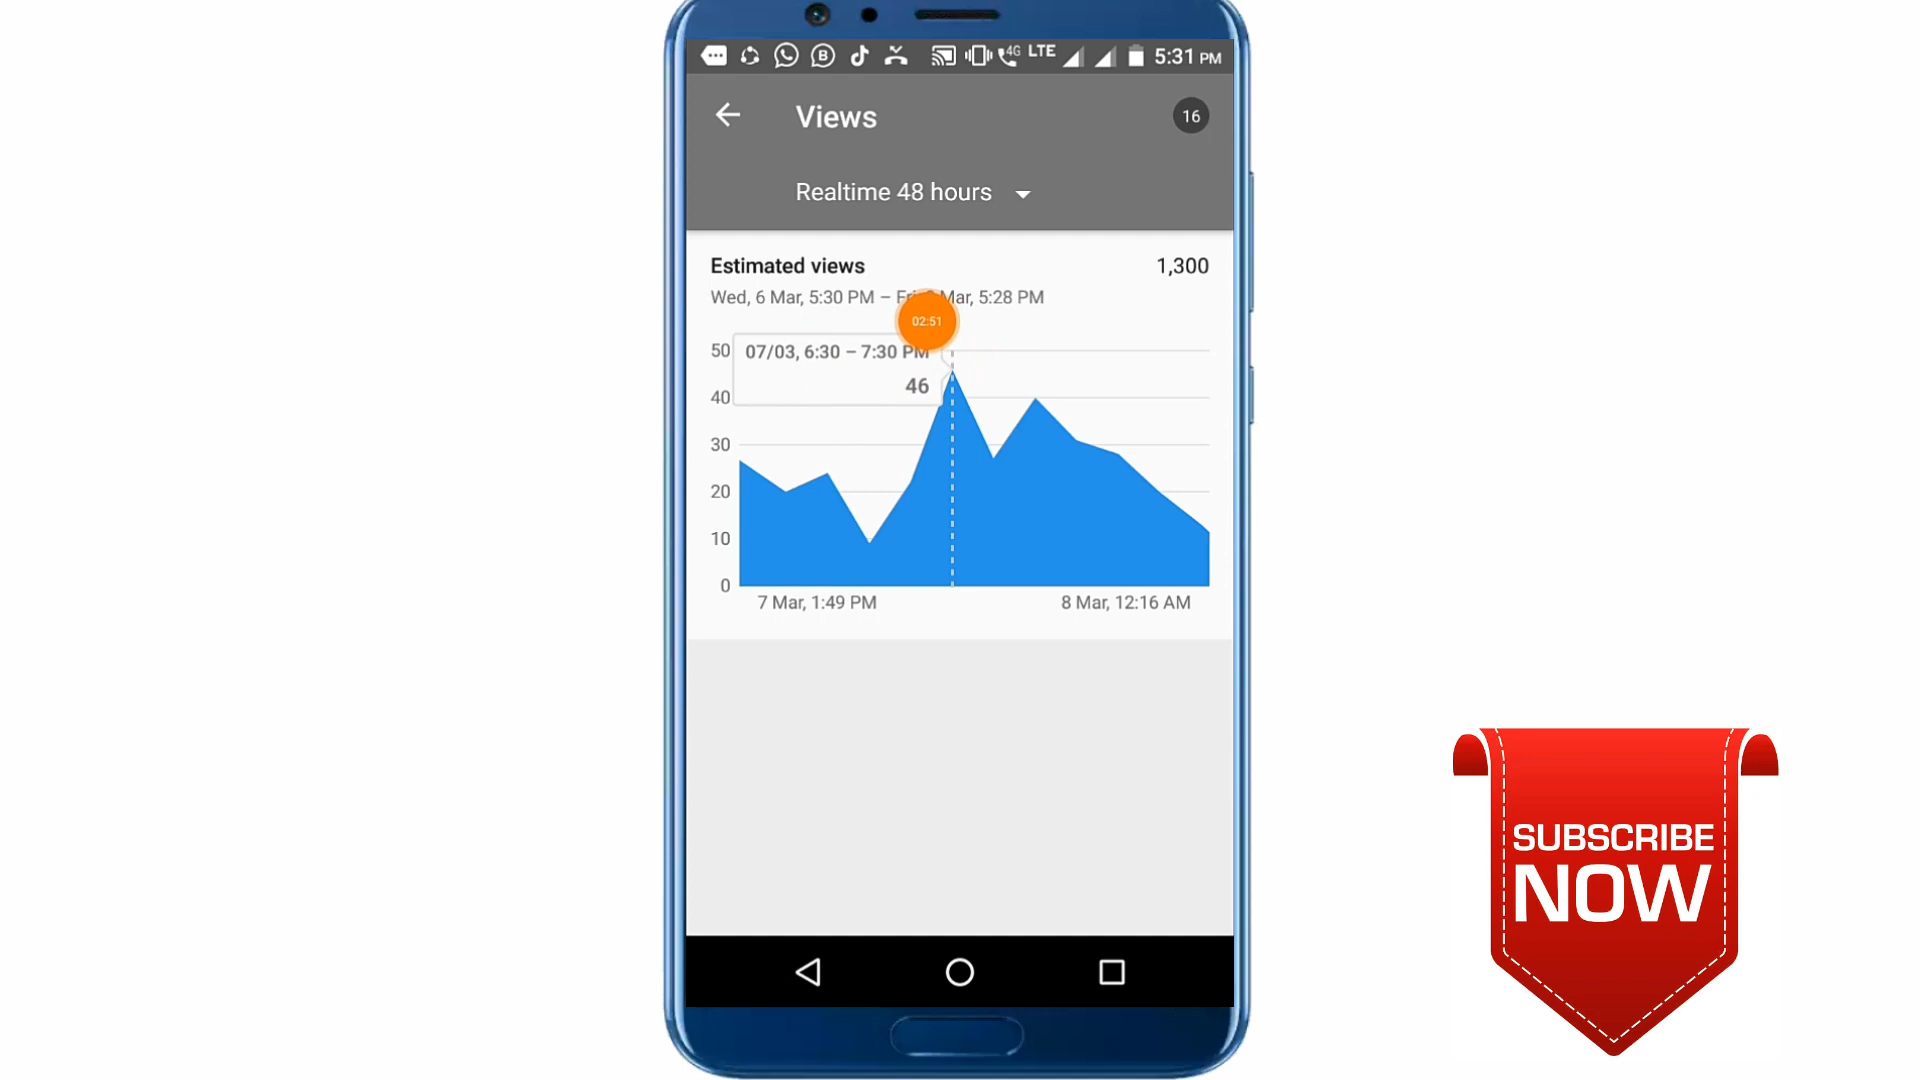 4G LTE 5:31 PM
Views 16
Realtime 48 hours
Estimated views 1,300
Wed, 6 Mar, 5:30 PM – Fri, Mar, 5:28 PM
02:51
50 07/03, 6:30 – 7:30 PM
46
40
30
20
10
0
7 Mar, 1:49 PM 8 Mar, 12:16 AM
SUBSCRIBE
NOW